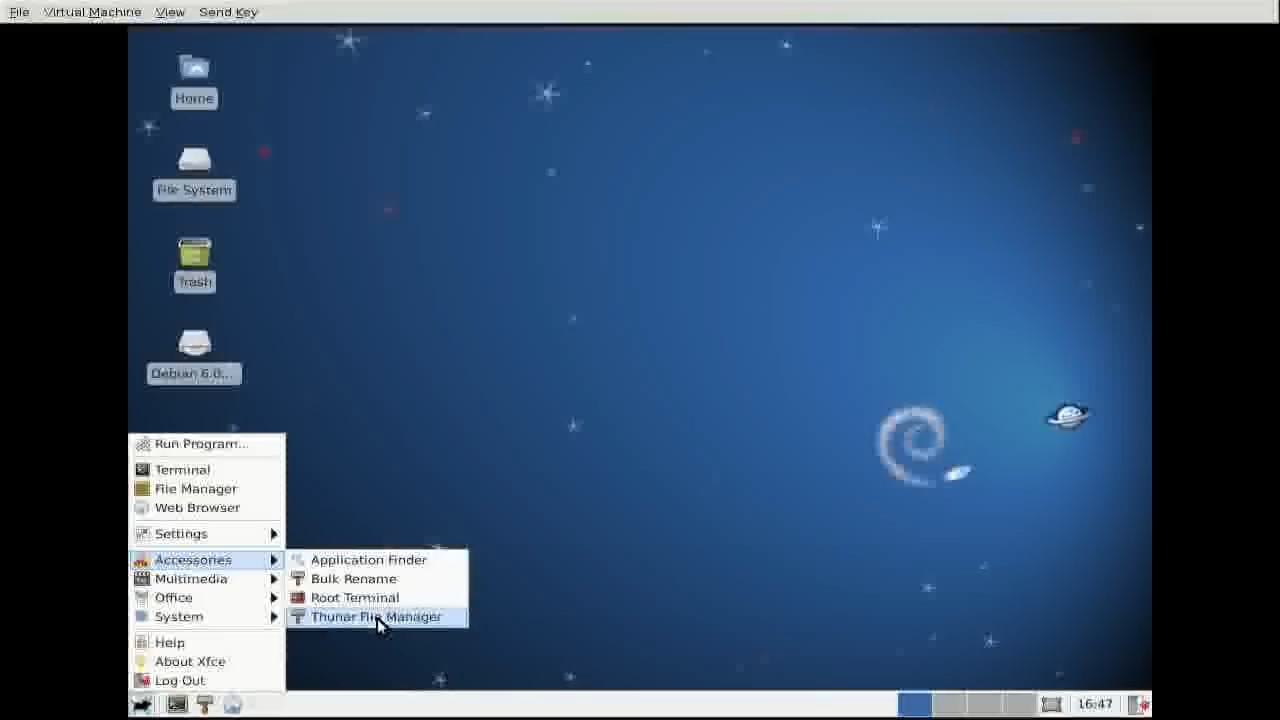 File Virtual Machine View Send Key
Home
File System
Trash
Debian 6.0...
Run Program...
Terminal
File Manager
Web Browser
Settings
Accessories
Multimedia
Office
System
Help
About Xfce
Log Out
Application Finder
Bulk Rename
Root Terminal
Thunar File Manager
16:47